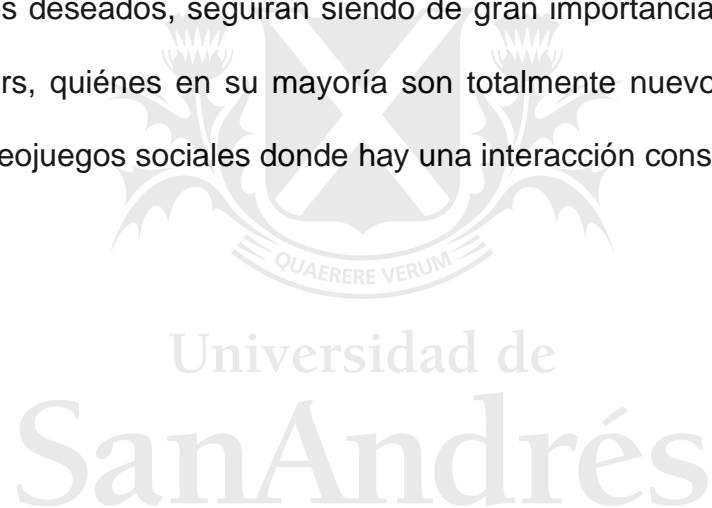 os deseados, seguirán siendo de gran importancia
rs, quiénes en su mayoría son totalmente nuevo
eojuegos sociales donde hay una interacción cons
QUAERERE VERUM
Universidad de
SanAndrés